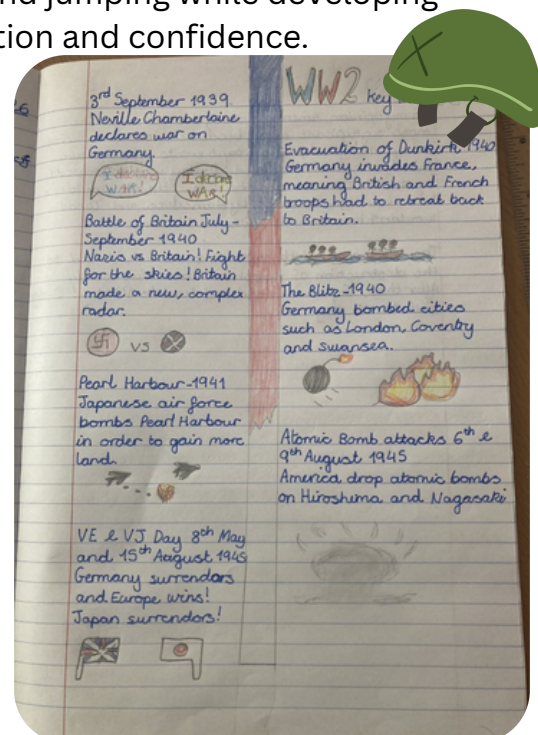 nd jumping while developing
tion and confidence.
WW2 key
3rd September 1939
Neville Chamberlaine
declares war on
Germany
I declare
WAR!
I declare
WAR!
Battle of Britain July -
September 1940
Nazis vs Britain! Fight
for the skies! Britain
made a new, complex
radar.
VS
Pearl Harbour-1941
Japanese air force
bombs Pearl Harbour
in order to gain more
land.
VE & VJ Day 8th May
and 15th August 1945
Germany surrendars
and Europe wins!
Japan surrendors!
Evacuation of Dunkirk 1940
Germany invades France,
meaning British and French
troops had to retreat back
to Britain.
The Blitz-1940
Germany bombed cities
such as London, Coventry
and swansea.
Atomic Bomb attacks 6th &
9th August 1945
America drop atomic bombs
on Hiroshima and Nagasaki